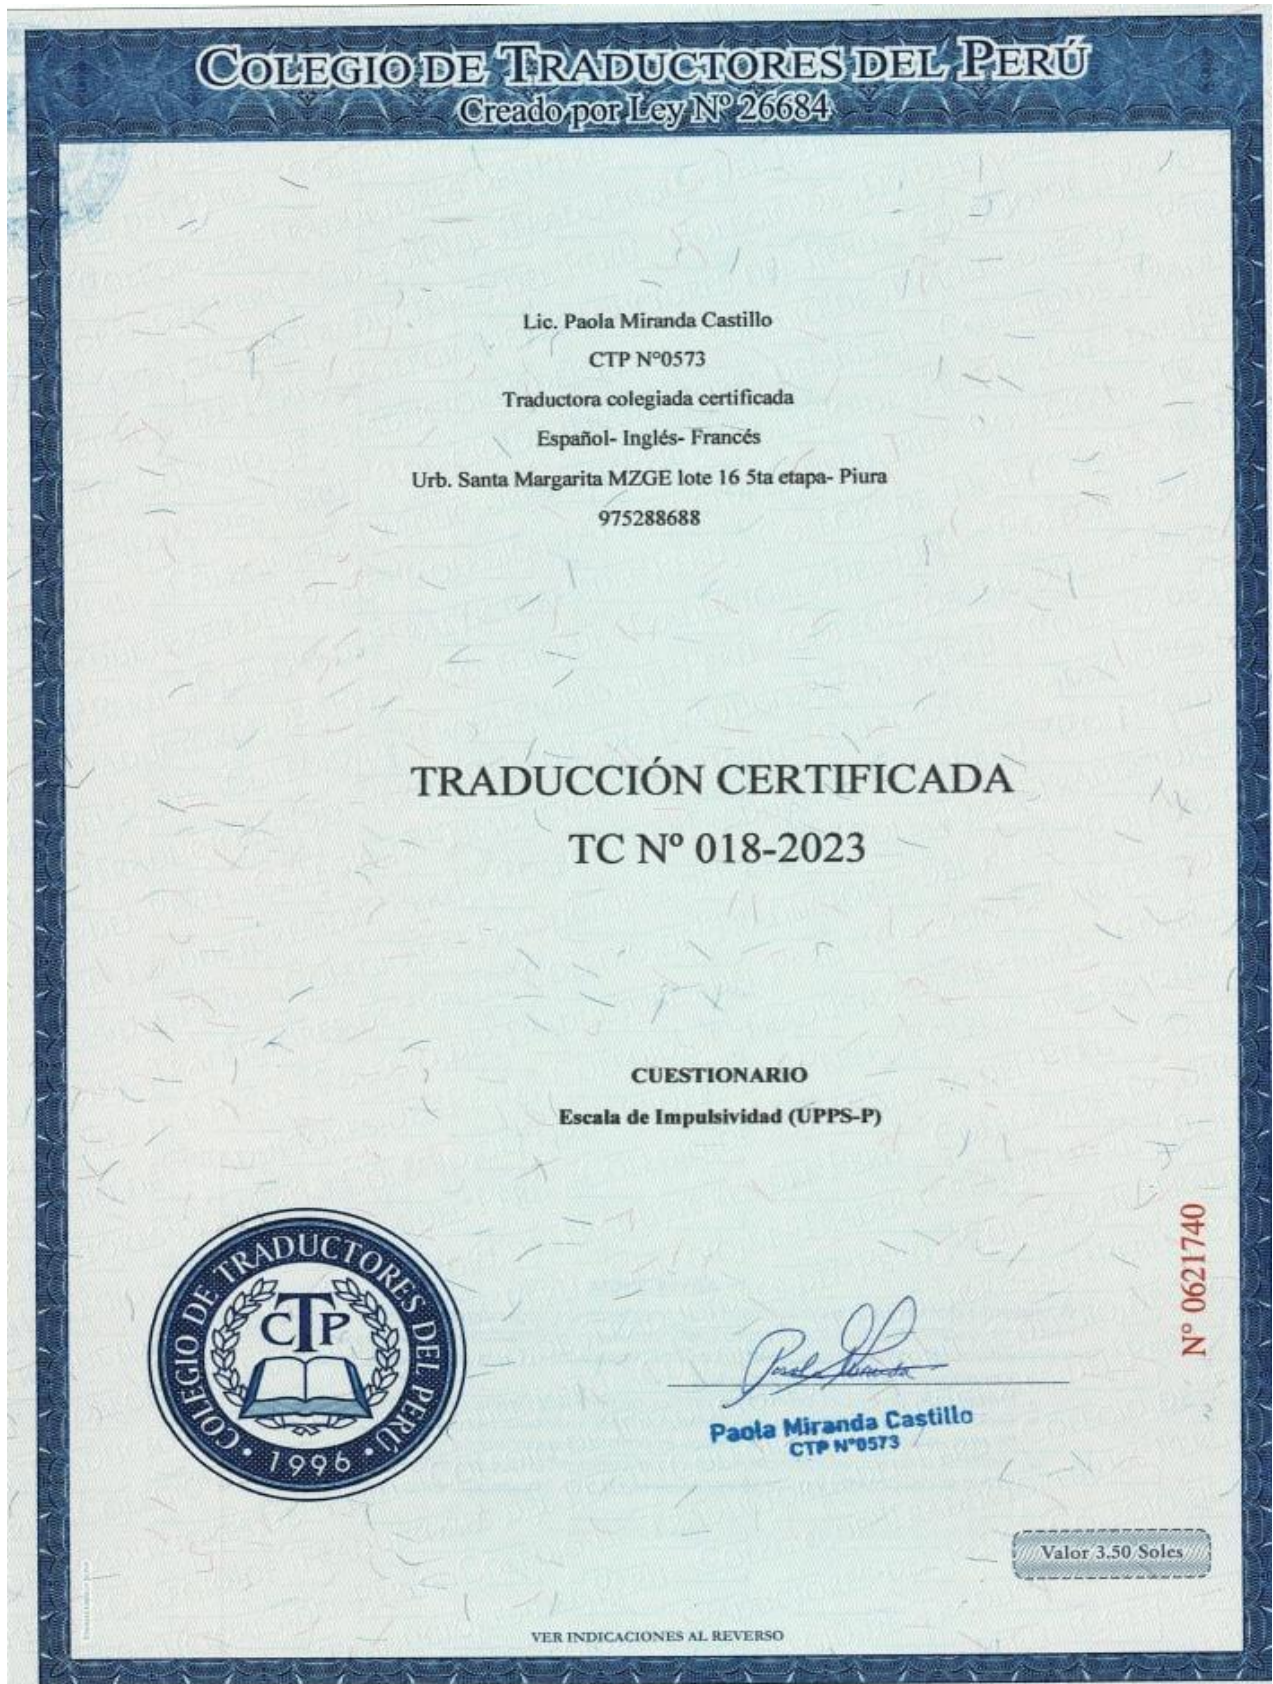 COLEGIO DE TRADUCTORES DEL PERÚ
Creado por Ley Nº 26684
Lic. Paola Miranda Castillo
CTP N°0573
Traductora colegiada certificada
Español- Inglés- Francés
Urb. Santa Margarita MZGE lote 16 5ta etapa- Piura
975288688
TRADUCCIÓN CERTIFICADA
TC Nº 018-2023
CUESTIONARIO
Escala de Impulsividad (UPPS-P)
COLEGIO DE TRADUCTORES DEL PERÚ
CTP
1996
N° 0621740
Paola Miranda Castillo
CTP N°0573
Valor 3.50 Soles
VER INDICACIONES AL REVERSO